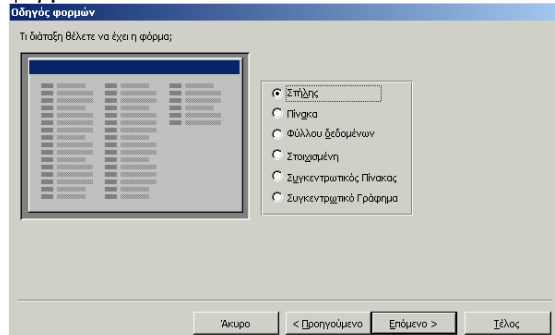 Οδηγός φορμών
Τι διάταξη θέλετε να έχει η φόρμα;
Στήλης
Πίνακα
Φύλλου δεδομένων
Στοιχισμένη
Συγκεντρωτικός Πίνακας
Συγκεντρωτικό Γράφημα
Άκυρο
< Προηγούμενο
Επόμενο >
Τέλος